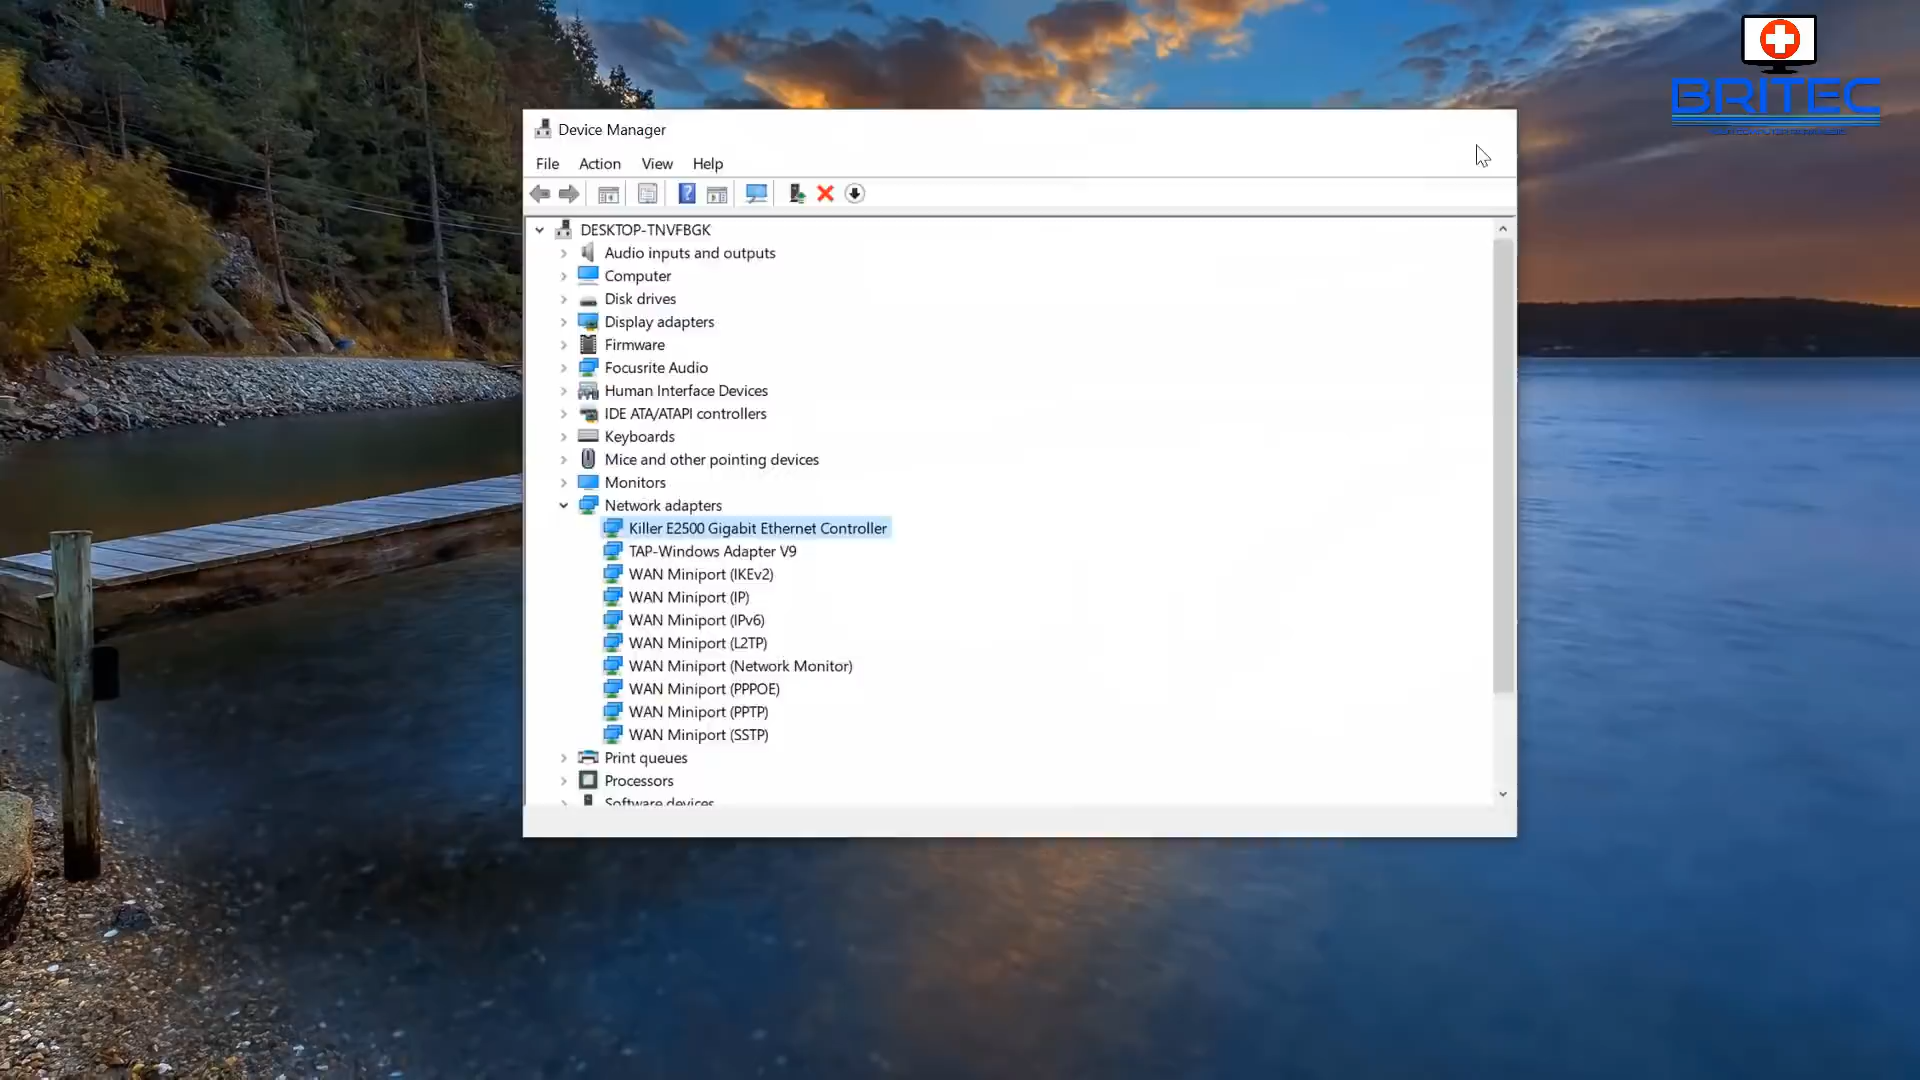 BRITEC
Device Manager
File Action View Help
DESKTOP-TNVFBGK
Audio inputs and outputs
Computer
Disk drives
Display adapters
Firmware
Focusrite Audio
Human Interface Devices
IDE ATA/ATAPI controllers
Keyboards
Mice and other pointing devices
Monitors
Network adapters
Killer E2500 Gigabit Ethernet Controller
TAP-Windows Adapter V9
WAN Miniport (IKEv2)
WAN Miniport (IP)
WAN Miniport (IPv6)
WAN Miniport (L2TP)
WAN Miniport (Network Monitor)
WAN Miniport (PPPOE)
WAN Miniport (PPTP)
WAN Miniport (SSTP)
Print queues
Processors
Software devices